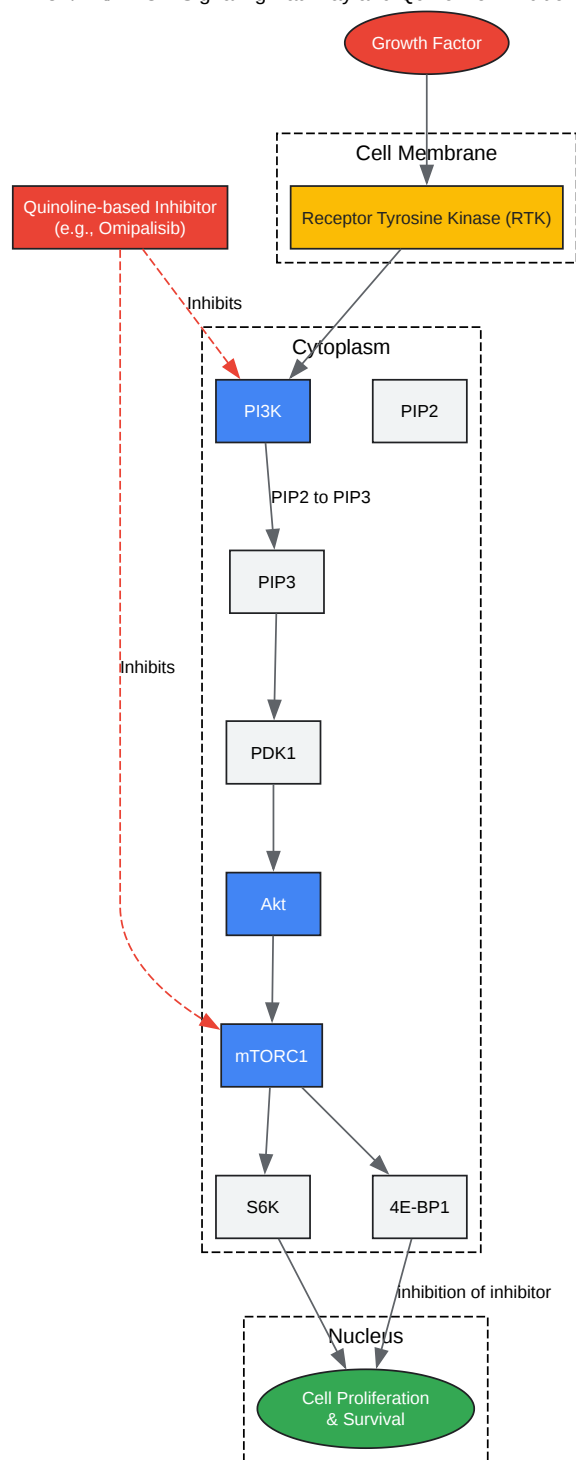 Growth Factor
Cell Membrane
Quinoline-based Inhibitor
(e.g., Omipalisib)
Receptor Tyrosine Kinase (RTK)
Inhibits
Cytoplasm
PI3K
PIP2
PIP2 to PIP3
PIP3
Inhibits
PDK1
Akt
mTORC1
S6K
4E-BP1
inhibition of inhibitor
Nucleus
Cell Proliferation
& Survival